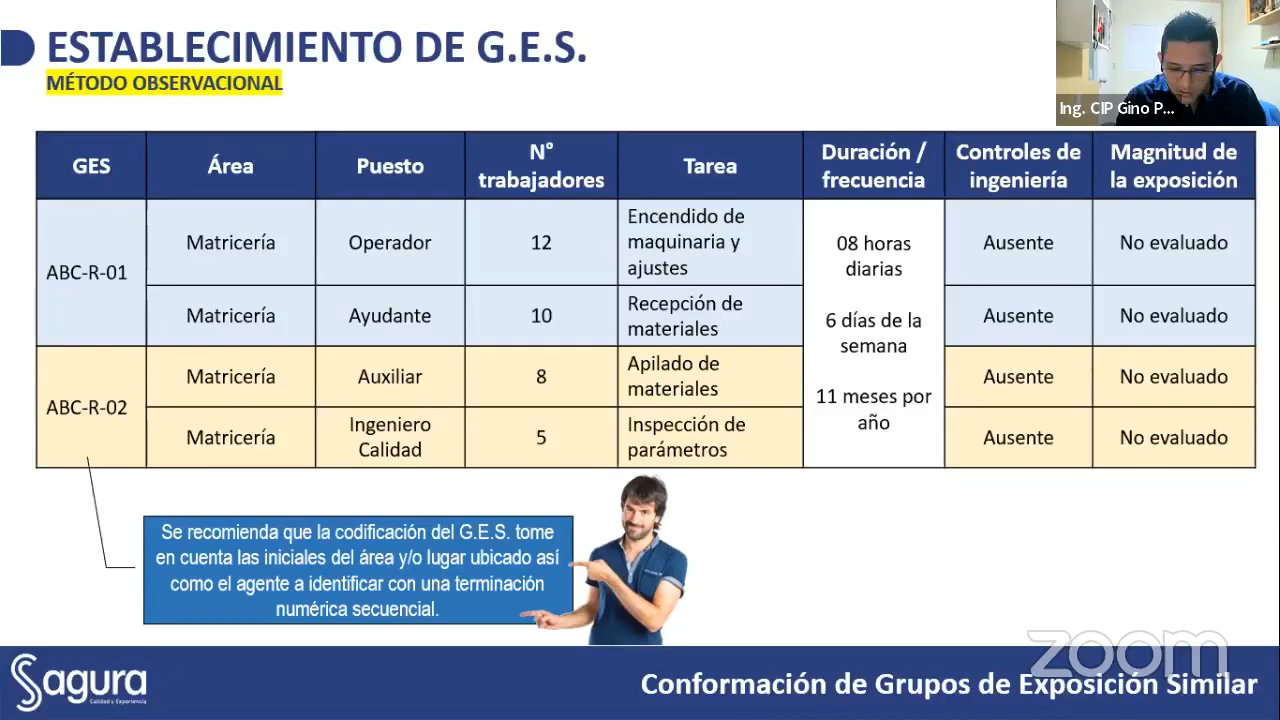 ESTABLECIMIENTO DE G.E.S.
MÉTODO OBSERVACIONAL
Ing. CIP Gino P...
GES
Área
Puesto
N°
trabajadores
Tarea
Duración /
frecuencia
Controles de
ingeniería
Magnitud de
la exposición
ABC-R-01
Matricería
Operador
12
Encendido de
maquinaria y
ajustes
08 horas
diarias
6 días de la
semana
11 meses por
año
Ausente
No evaluado
Matricería
Ayudante
10
Recepción de
materiales
Ausente
No evaluado
ABC-R-02
Matricería
Auxiliar
8
Apilado de
materiales
Ausente
No evaluado
Matricería
Ingeniero
Calidad
5
Inspección de
parámetros
Ausente
No evaluado
Se recomienda que la codificación del G.E.S. tome
en cuenta las iniciales del área y/o lugar ubicado así
como el agente a identificar con una terminación
numérica secuencial.
zoom
Sagura
Calidad y Experiencia
Conformación de Grupos de Exposición Similar